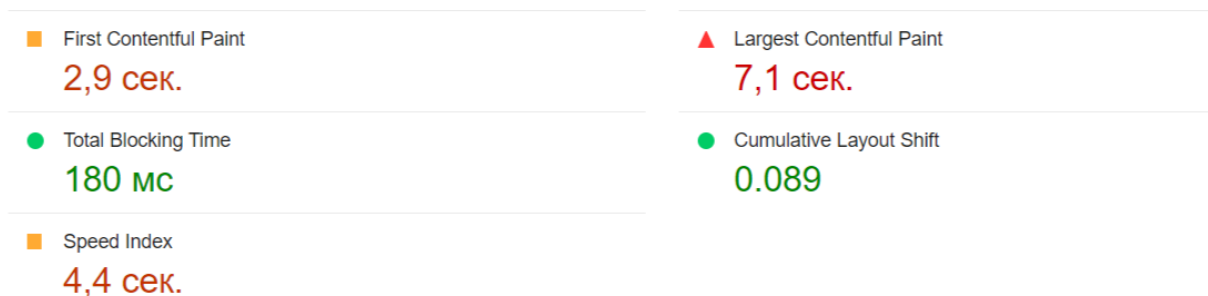 First Contentful Paint
2,9 сек.
Largest Contentful Paint
7,1 сек.
Total Blocking Time
180 мс
Cumulative Layout Shift
0.089
Speed Index
4,4 сек.